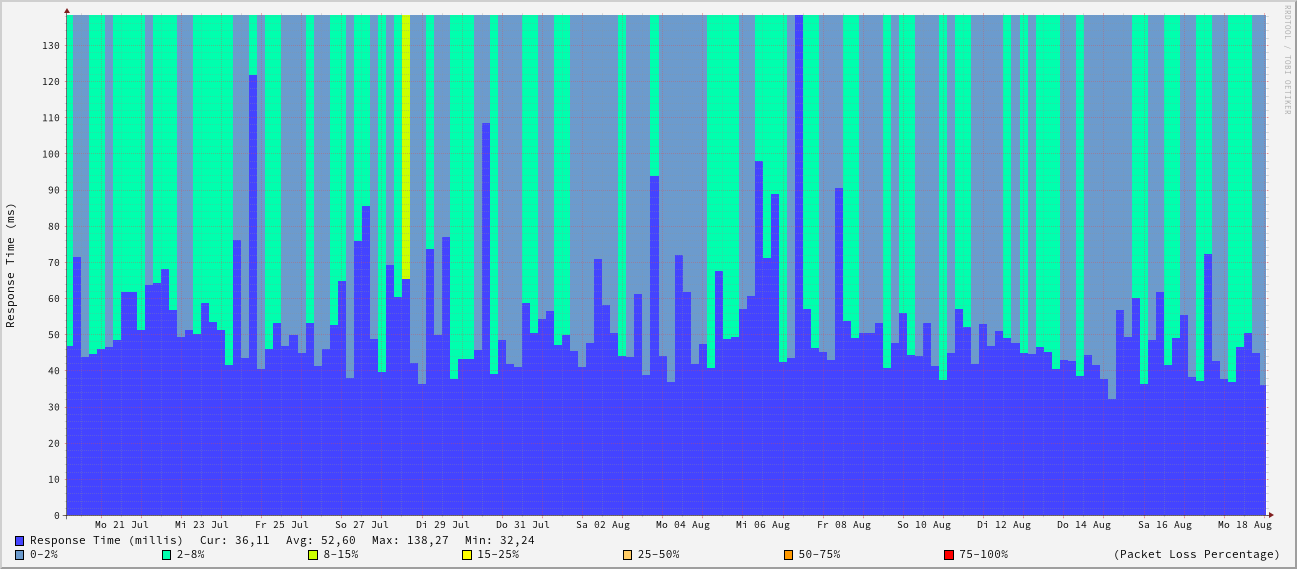 RRDTOOL / TOBI OETIKER
Response Time (ms)
130
120
110
100
90
80
70
60
50
40
30
20
10
0
Mo 21 Jul Mi 23 Jul Fr 25 Jul So 27 Jul Di 29 Jul Do 31 Jul Sa 02 Aug Mo 04 Aug Mi 06 Aug Fr 08 Aug So 10 Aug Di 12 Aug Do 14 Aug Sa 16 Aug Mo 18 Aug
Response Time (millis) Cur: 36,11 Avg: 52,60 Max: 138,27 Min: 32,24
0-2% 2-8% 8-15% 15-25% 25-50% 50-75% 75-100% (Packet Loss Percentage)